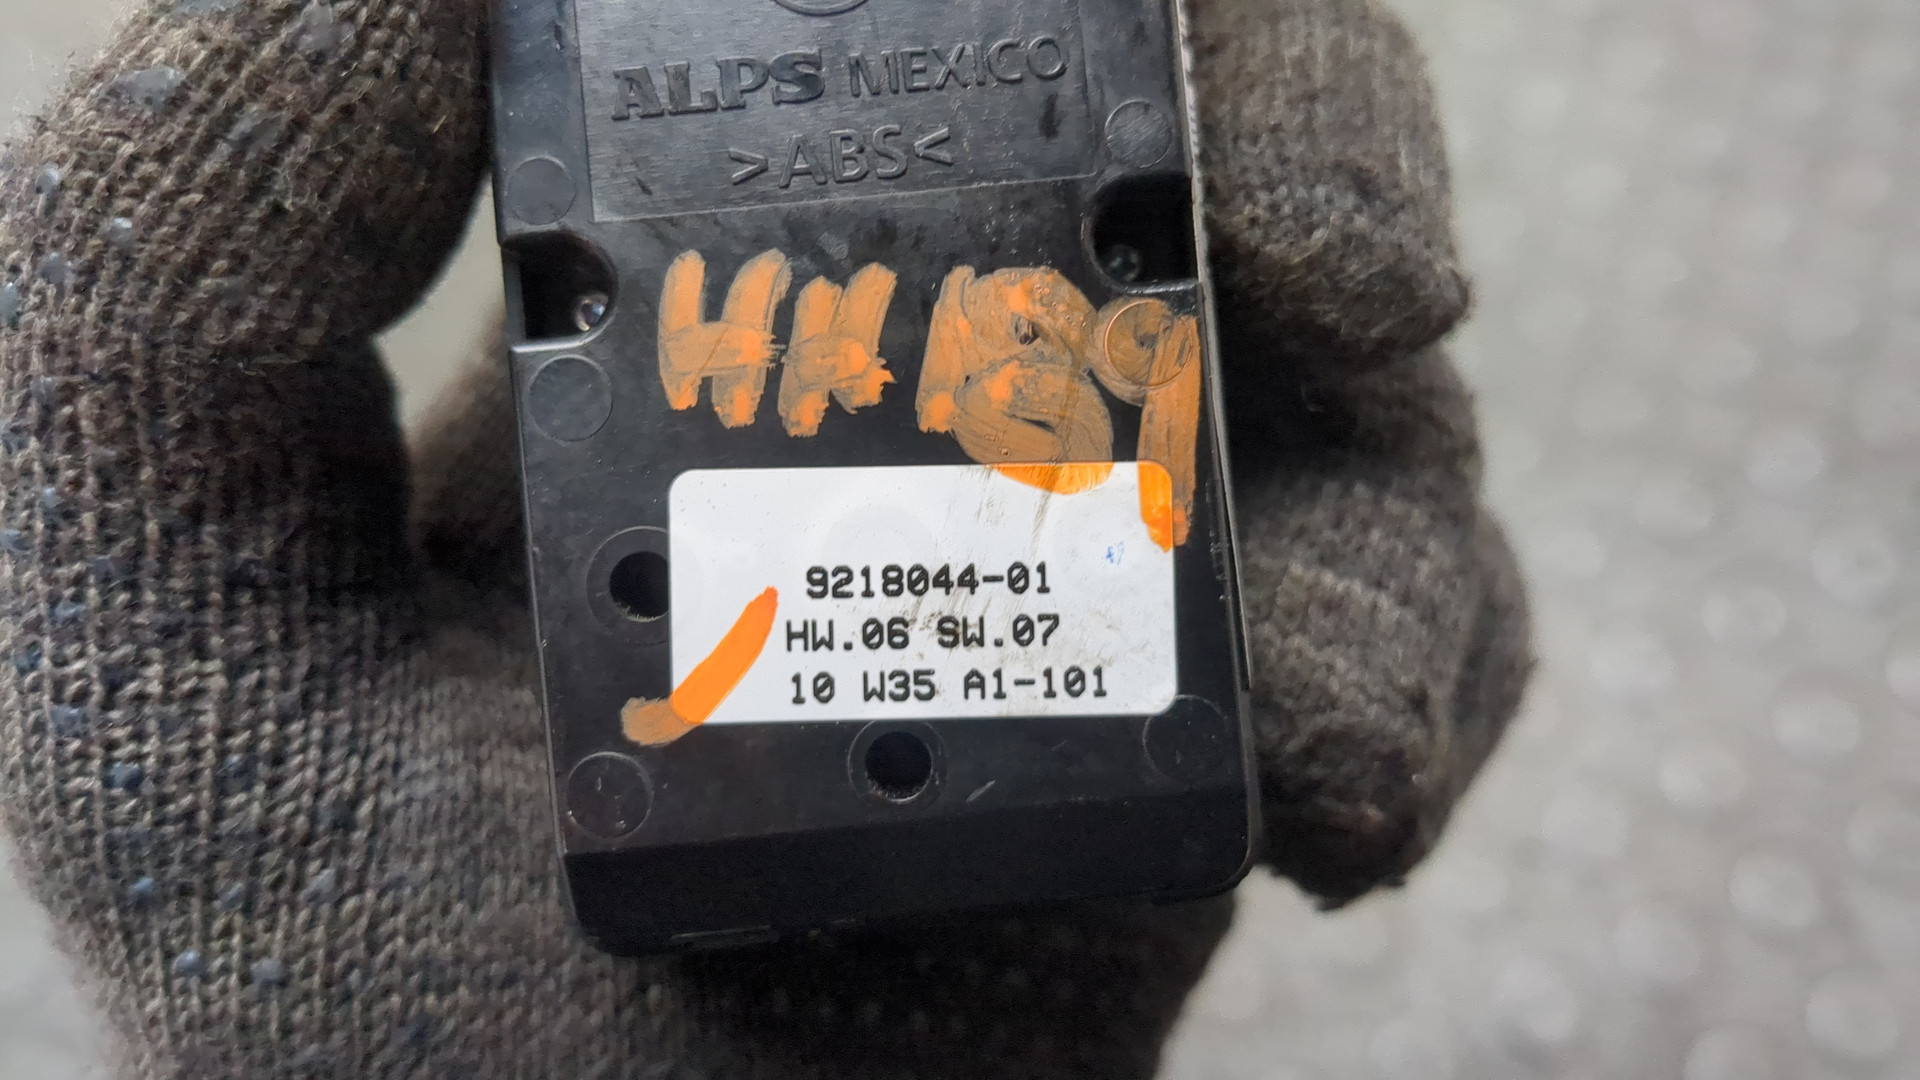 ALPS MEXICO
>ABS<
9218044-01
HW.06 SW.07
10 W35 A1-101